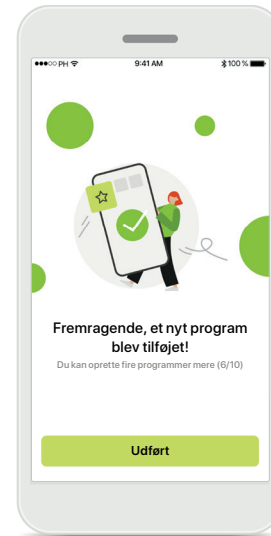 PH 9:41 AM 100 %
Fremragende, et nyt program
blev tilføjet!
Du kan oprette fire programmer mere (6/10)
Udført